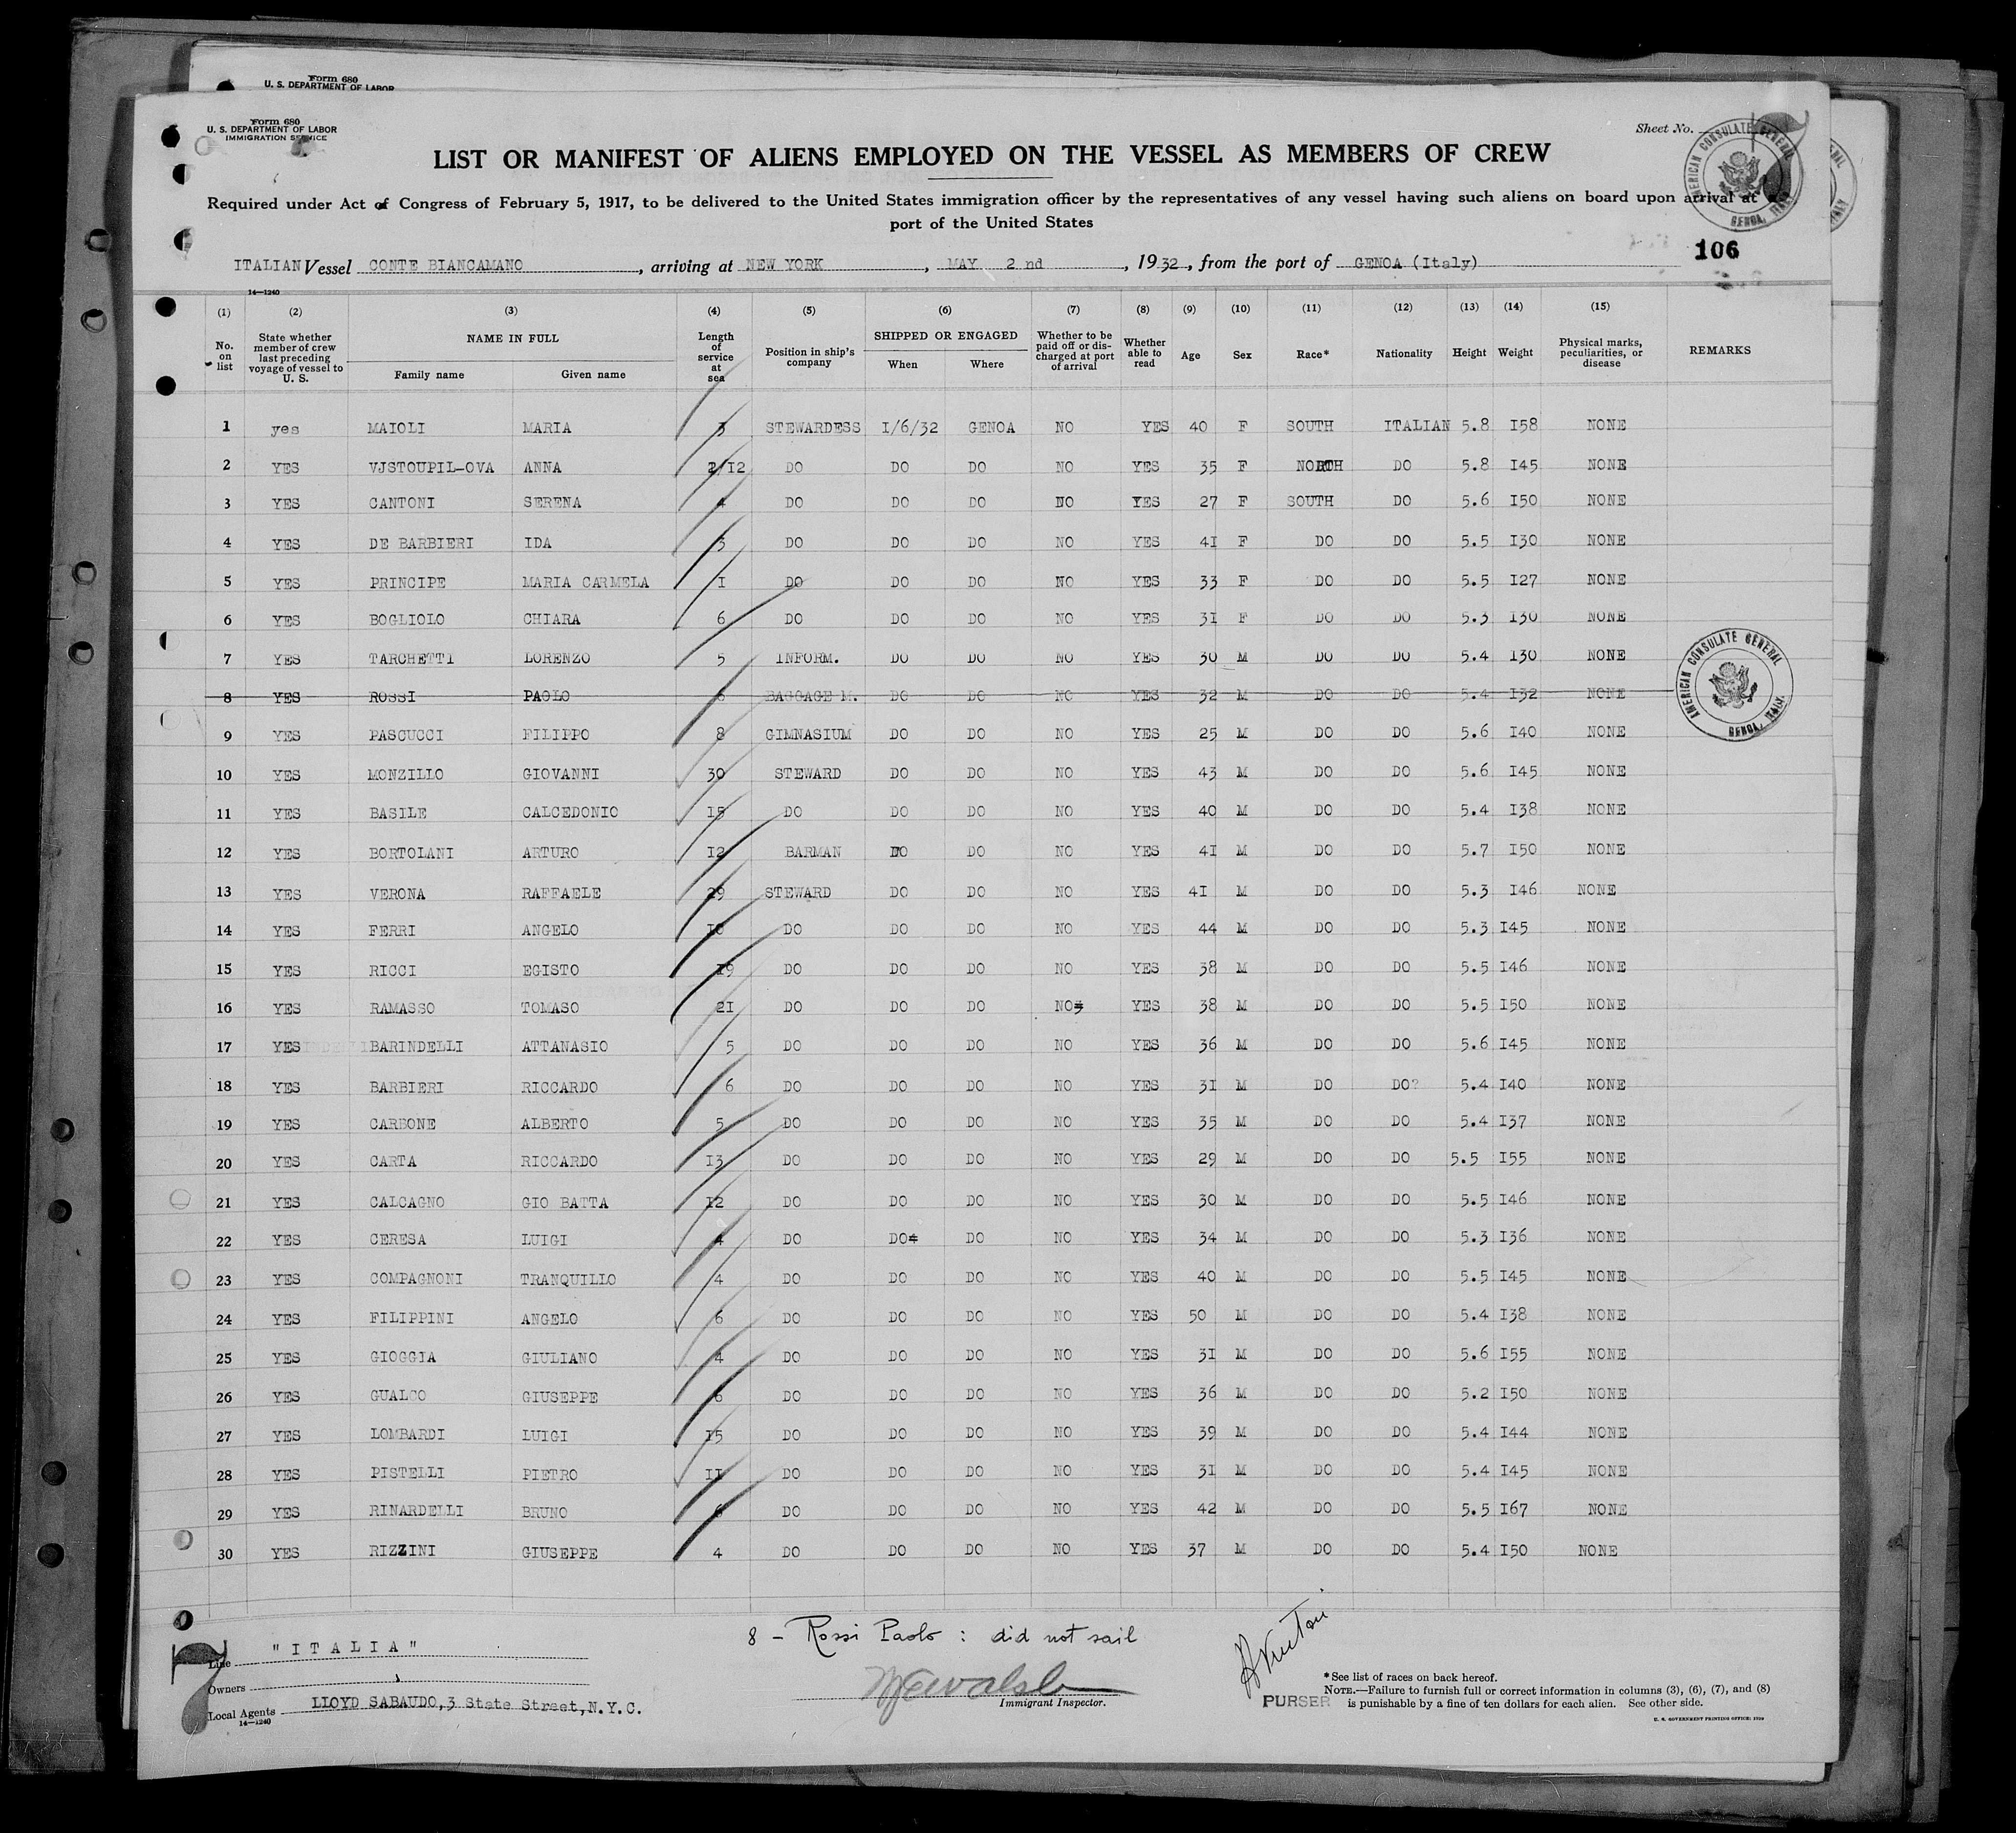 Form 680
U. S. DEPARTMENT OF LABOR
Form 680
U. S. DEPARTMENT OF LABOR
IMMIGRATION SERVICE
Sheet No. 7
AMERICAN CONSULATE GENERAL GENOA, ITALY
LIST OR MANIFEST OF ALIENS EMPLOYED ON THE VESSEL AS MEMBERS OF CREW
Required under Act of Congress of February 5, 1917, to be delivered to the United States immigration officer by the representatives of any vessel having such aliens on board upon arrival at a
port of the United States
106
ITALIAN Vessel CONTE BIANCAMANO, arriving at NEW YORK, MAY 2 nd, 1932, from the port of GENOA (Italy)
14—1240
(1) (2) (3) (4) (5) (6) (7) (8) (9) (10) (11) (12) (13) (14) (15)
No. on list State whether member of crew last preceding voyage of vessel to U. S. NAME IN FULL Family name Given name Length of service at sea Position in ship's company SHIPPED OR ENGAGED When Where Whether to be paid off or discharged at port of arrival Whether able to read Age Sex Race* Nationality Height Weight Physical marks, peculiarities, or disease REMARKS
1 yes MAIOLI MARIA 3 STEWARDESS 1/6/32 GENOA NO YES 40 F SOUTH ITALIAN 5.8 158 NONE
2 YES VJSTOUPIL-OVA ANNA 2/12 DO DO DO NO YES 35 F NORTH DO 5.8 145 NONE
3 YES CANTONI SERENA 4 DO DO DO NO YES 27 F SOUTH DO 5.6 150 NONE
4 YES DE BARBIERI IDA 3 DO DO DO NO YES 41 F DO DO 5.5 130 NONE
5 YES PRINCIPE MARIA CARMELA 1 DO DO DO NO YES 33 F DO DO 5.5 127 NONE
6 YES BOGLIOLO CHIARA 6 DO DO DO NO YES 31 F DO DO 5.3 130 NONE
7 YES TARCHETTI LORENZO 5 INFORM. DO DO NO YES 30 M DO DO 5.4 130 NONE
8 YES ROSSI PAOLO 6 BAGGAGE M. DO DO NO YES 32 M DO DO 5.4 132 NONE
AMERICAN CONSULATE GENERAL GENOA, ITALY.
9 YES PASCUCCI FILIPPO 8 GIMNASIUM DO DO NO YES 25 M DO DO 5.6 140 NONE
10 YES MONZILLO GIOVANNI 30 STEWARD DO DO NO YES 43 M DO DO 5.6 145 NONE
11 YES BASILE CALCEDONIO 15 DO DO DO NO YES 40 M DO DO 5.4 138 NONE
12 YES BORTOLANI ARTURO 12 BARMAN DO DO NO YES 41 M DO DO 5.7 150 NONE
13 YES VERONA RAFFAELE 29 STEWARD DO DO NO YES 41 M DO DO 5.3 146 NONE
14 YES FERRI ANGELO DO DO DO NO YES 44 M DO DO 5.3 145 NONE
15 YES RICCI EGISTO 19 DO DO DO NO YES 38 M DO DO 5.5 146 NONE
16 YES RAMASSO TOMASO 21 DO DO DO NO YES 38 M DO DO 5.5 150 NONE
17 YES BARINDELLI ATTANASIO 5 DO DO DO NO YES 36 M DO DO 5.6 145 NONE
18 YES BARBIERI RICCARDO 6 DO DO DO NO YES 31 M DO DO? 5.4 140 NONE
19 YES CARBONE ALBERTO 5 DO DO DO NO YES 35 M DO DO 5.4 137 NONE
20 YES CARTA RICCARDO 13 DO DO DO NO YES 29 M DO DO 5.5 155 NONE
21 YES CALCAGNO GIO BATTA 12 DO DO DO NO YES 30 M DO DO 5.5 146 NONE
22 YES CERESA LUIGI 4 DO DO DO NO YES 34 M DO DO 5.3 136 NONE
23 YES COMPAGNONI TRANQUILLO 4 DO DO DO NO YES 40 M DO DO 5.5 145 NONE
24 YES FILIPPINI ANGELO 6 DO DO DO NO YES 50 M DO DO 5.4 138 NONE
25 YES GIOGGIA GIULIANO 4 DO DO DO NO YES 31 M DO DO 5.6 155 NONE
26 YES GUALCO GIUSEPPE 6 DO DO DO NO YES 36 M DO DO 5.2 150 NONE
27 YES LOMBARDI LUIGI 15 DO DO DO NO YES 39 M DO DO 5.4 144 NONE
28 YES PISTELLI PIETRO 11 DO DO DO NO YES 31 M DO DO 5.4 145 NONE
29 YES RINARDELLI BRUNO 6 DO DO DO NO YES 42 M DO DO 5.5 167 NONE
30 YES RIZZINI GIUSEPPE 4 DO DO DO NO YES 37 M DO DO 5.4 150 NONE
8 - Rossi Paolo : did not sail
7
Line "ITALIA"
Owners
Local Agents LLOYD SABAUDO, 3 State Street, N.Y.C.
14—1240
Immigrant Inspector.
PURSER
*See list of races on back hereof.
NOTE.—Failure to furnish full or correct information in columns (3), (6), (7), and (8)
is punishable by a fine of ten dollars for each alien. See other side.
U. S. GOVERNMENT PRINTING OFFICE: